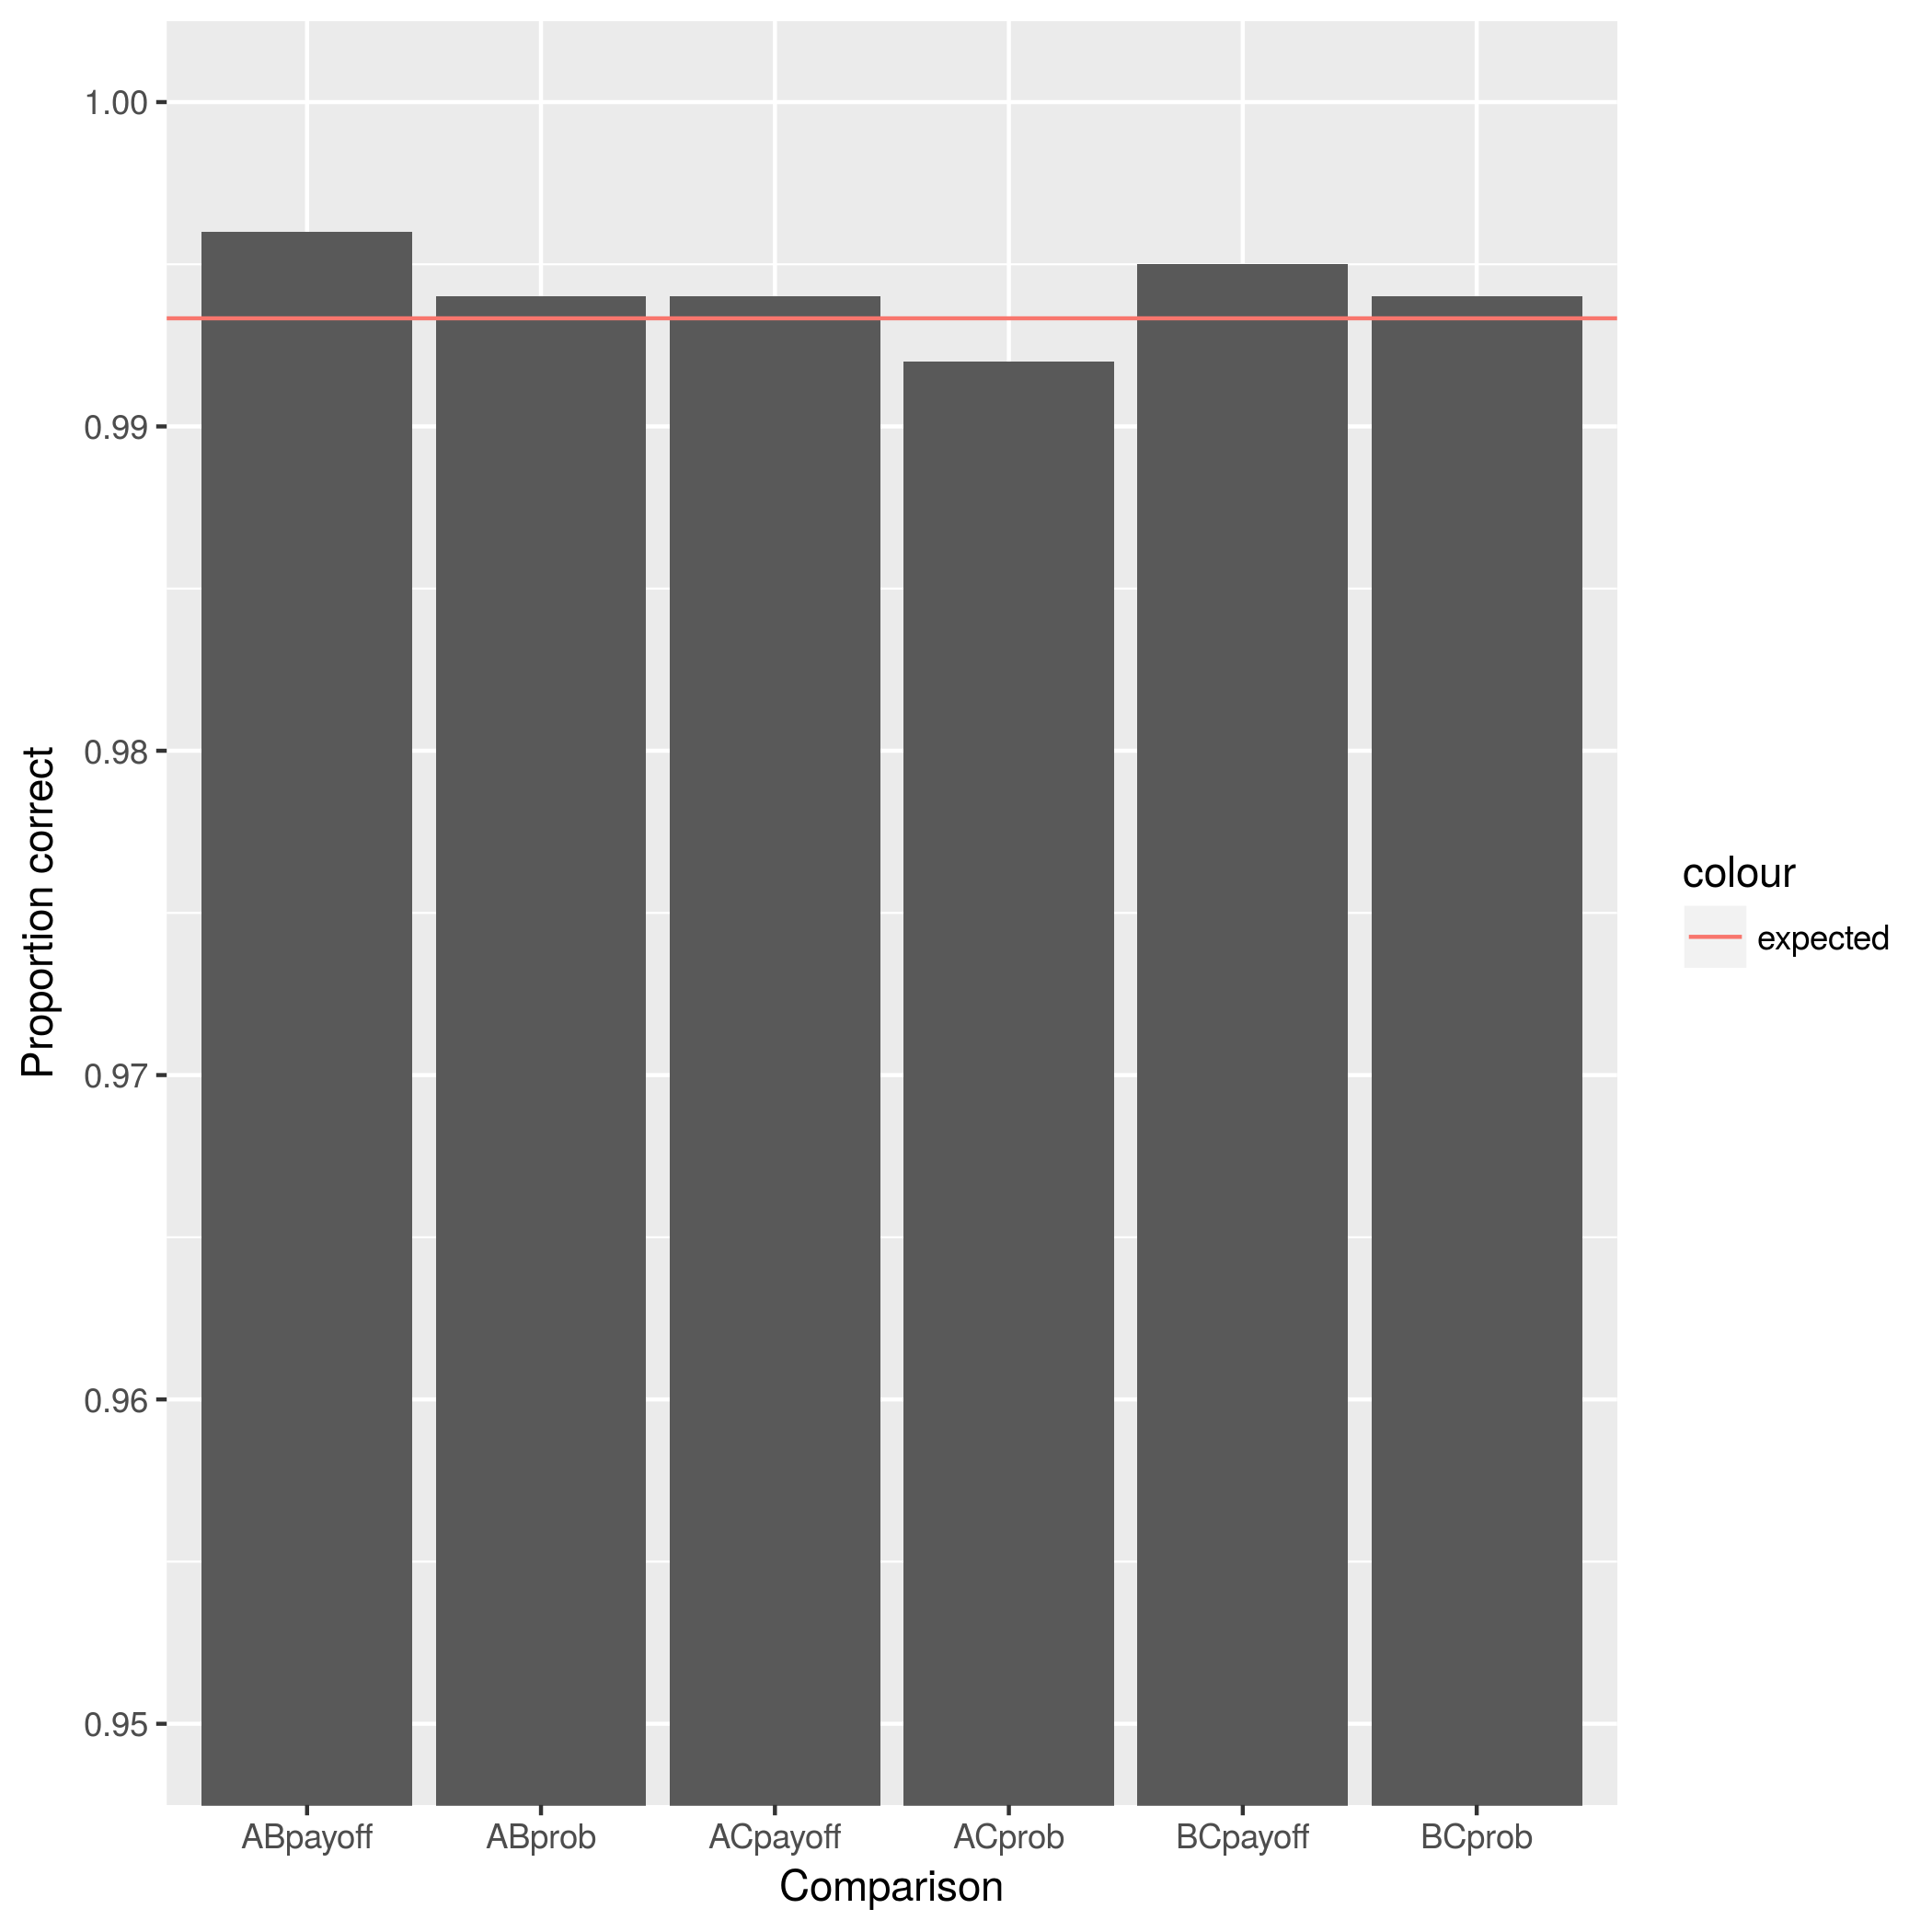 1.00
0.99
0.98
0.97
0.96
0.95
Proportion correct
ABpayoff
ABprob
ACpayoff
ACprob
BCpayoff
BCprob
Comparison
colour
expected